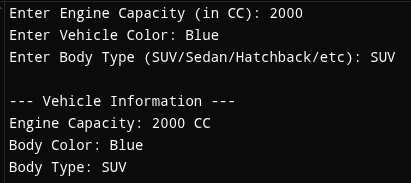 Enter Engine Capacity (in CC): 2000
Enter Vehicle Color: Blue
Enter Body Type (SUV/Sedan/Hatchback/etc): SUV
--- Vehicle Information ---
Engine Capacity: 2000 CC
Body Color: Blue
Body Type: SUV